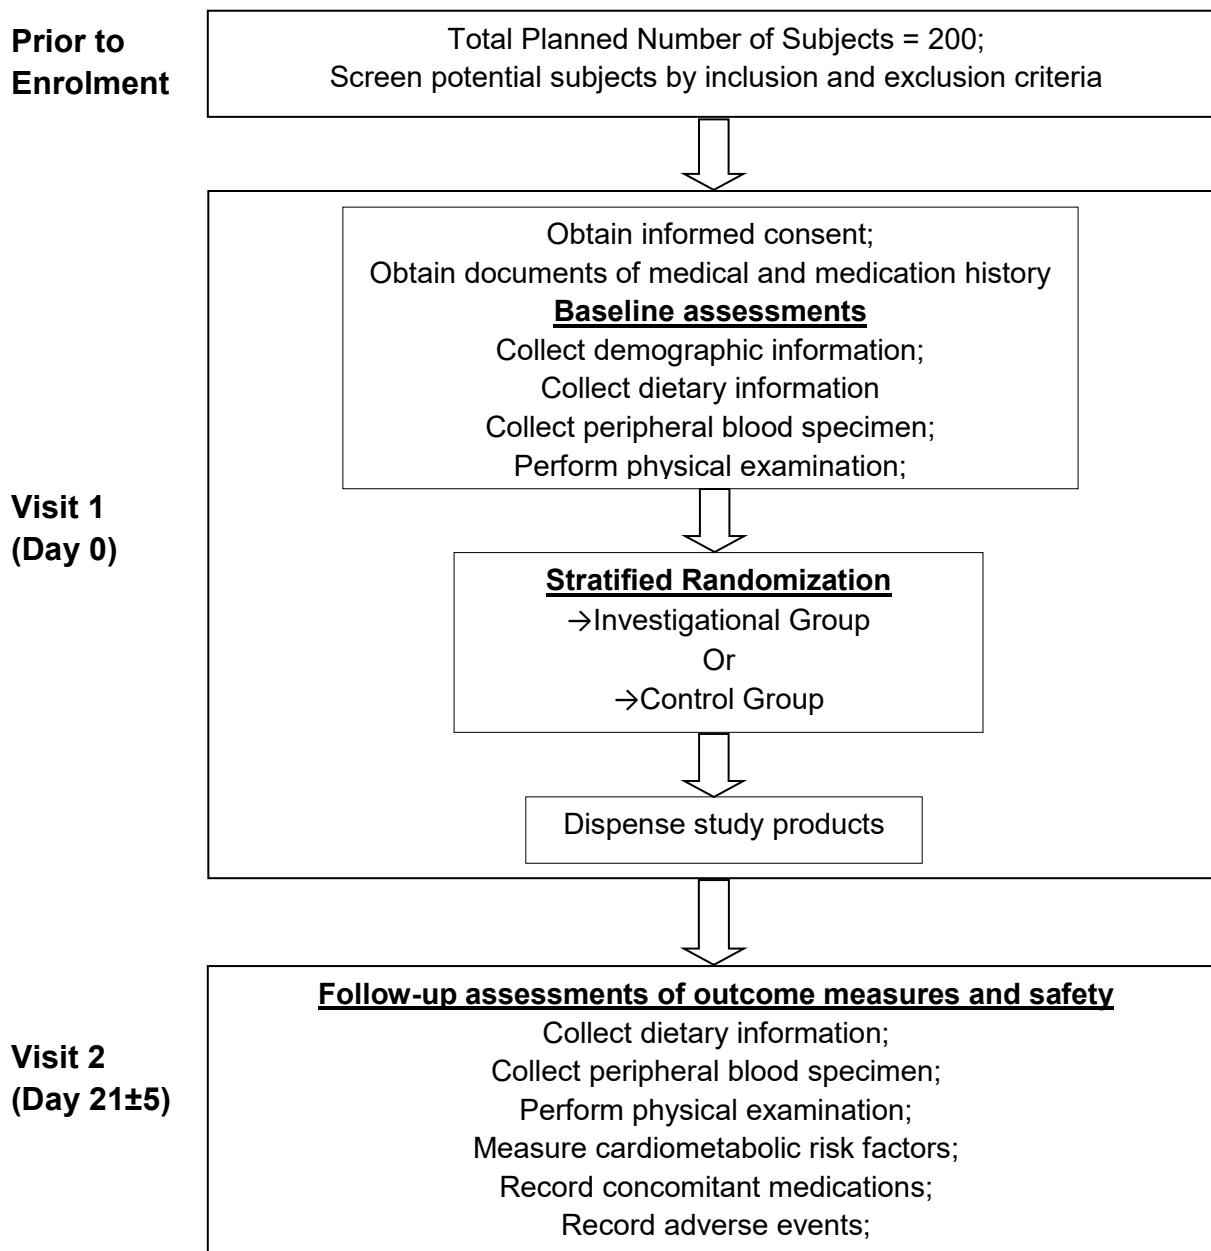 Prior to
Enrolment
Total Planned Number of Subjects = 200;
Screen potential subjects by inclusion and exclusion criteria
Visit 1
(Day 0)
Obtain informed consent;
Obtain documents of medical and medication history
Baseline assessments
Collect demographic information;
Collect dietary information
Collect peripheral blood specimen;
Perform physical examination;
Stratified Randomization
→Investigational Group
Or
→Control Group
Dispense study products
Visit 2
(Day 21±5)
Follow-up assessments of outcome measures and safety
Collect dietary information;
Collect peripheral blood specimen;
Perform physical examination;
Measure cardiometabolic risk factors;
Record concomitant medications;
Record adverse events;